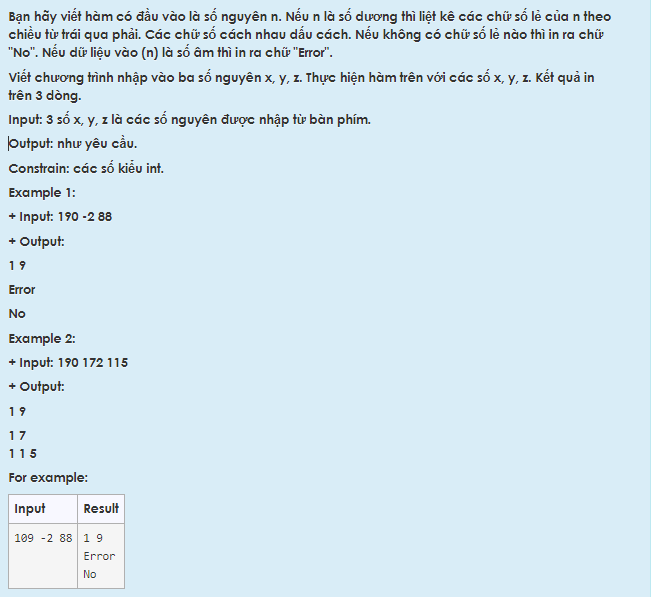 Bạn hãy viết hàm có đầu vào là số nguyên n. Nếu n là số dương thì liệt kê các chữ số lẻ của n theo
chiều từ trái qua phải. Các chữ số cách nhau dấu cách. Nếu không có chữ số lẻ nào thì in ra chữ
"No". Nếu dữ liệu vào (n) là số âm thì in ra chữ "Error".
Viết chương trình nhập vào ba số nguyên x, y, z. Thực hiện hàm trên với các số x, y, z. Kết quả in
trên 3 dòng.
Input: 3 số x, y, z là các số nguyên được nhập từ bàn phím.
Output: như yêu cầu.
Constrain: các số kiểu int.
Example 1:
+ Input: 190 -2 88
+ Output:
1 9
Error
No
Example 2:
+ Input: 190 172 115
+ Output:
1 9
1 7
1 1 5
For example:
Input Result
109 -2 88 1 9
Error
No